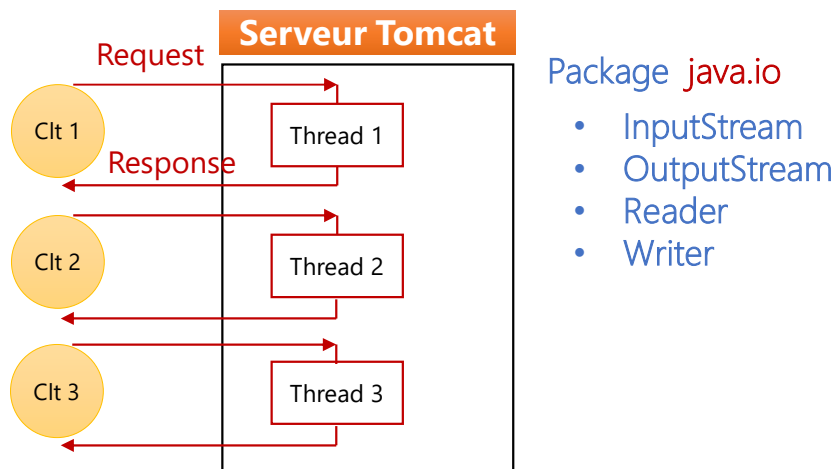 Serveur Tomcat
Request
Clt 1
Thread 1
Response
Clt 2
Thread 2
Clt 3
Thread 3
Package java.io
• InputStream
• OutputStream
• Reader
• Writer